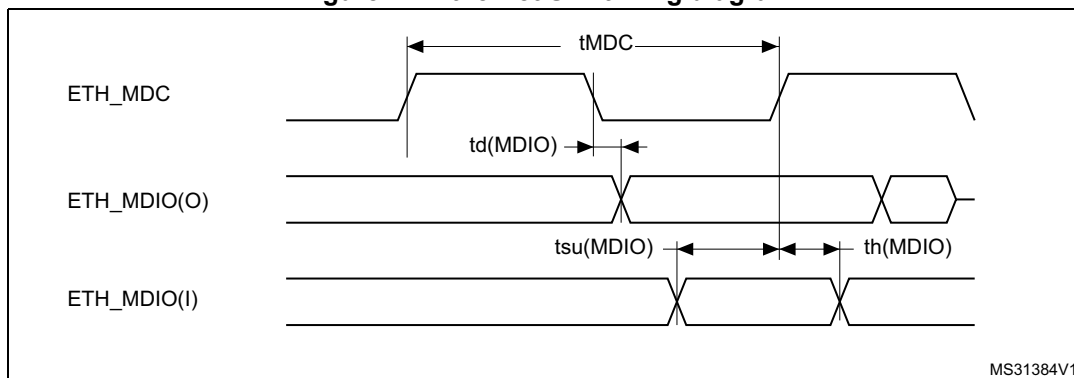 tMDC
ETH_MDC
td(MDIO)
ETH_MDIO(O)
tsu(MDIO)
th(MDIO)
ETH_MDIO(I)
MS31384V1